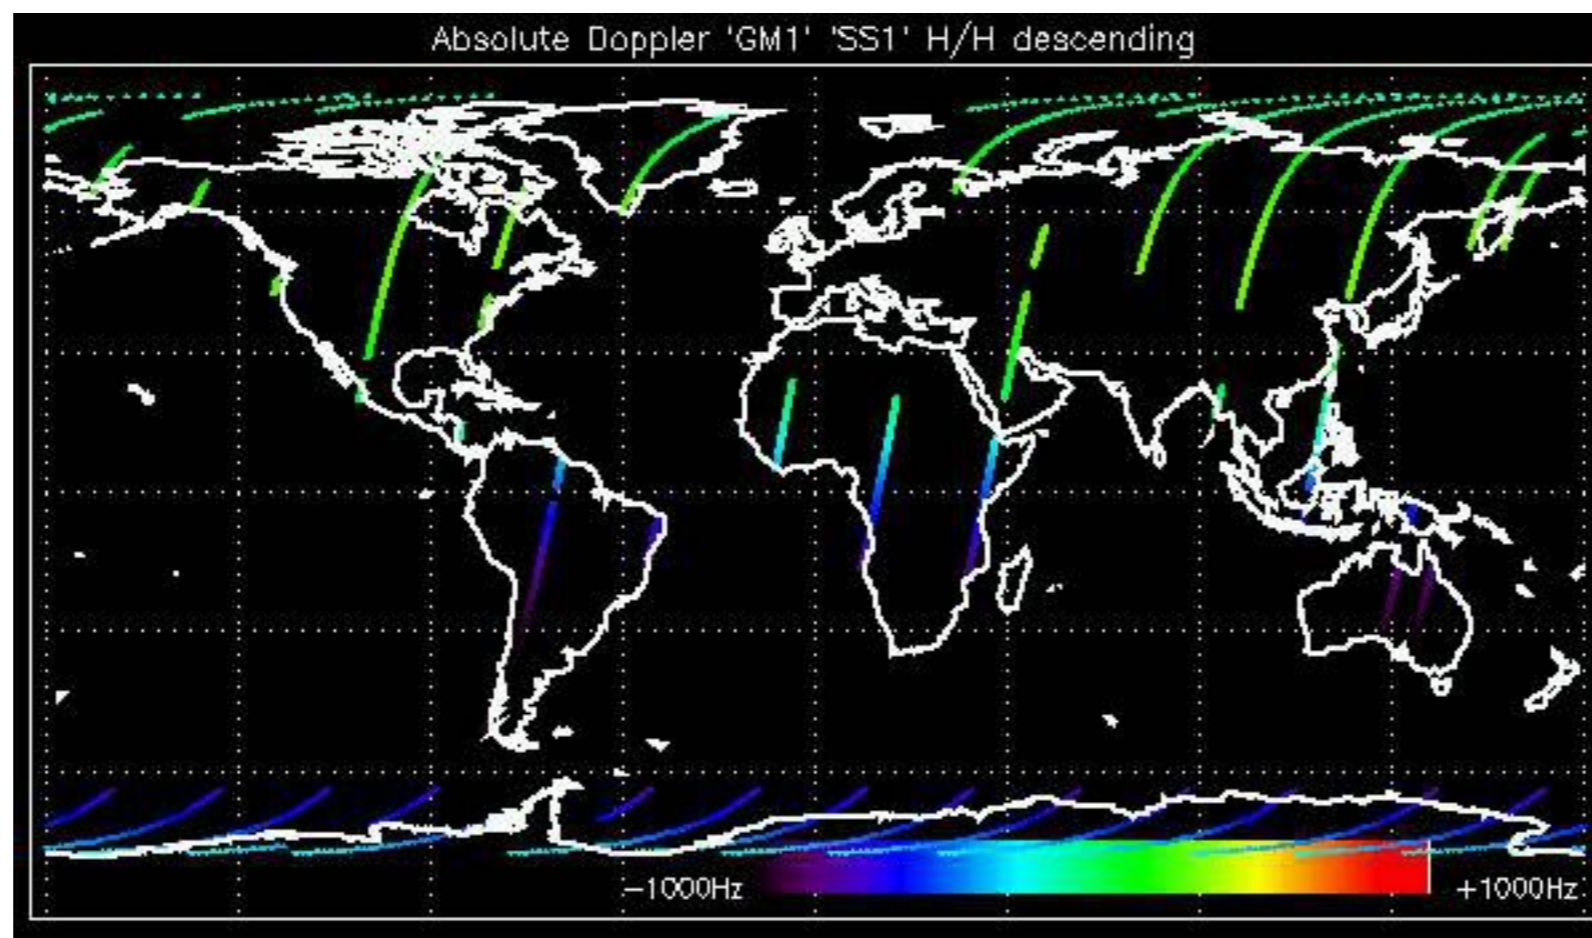 Absolute Doppler 'GM1' 'SS1' H/H descending
-1000Hz +1000Hz